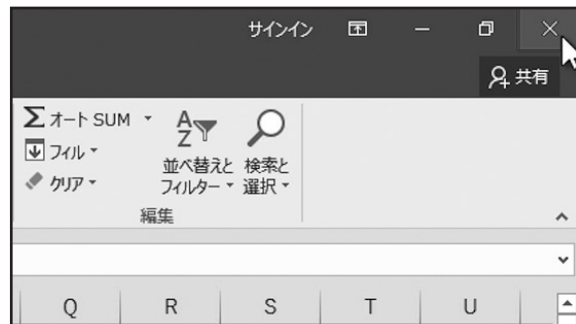 サインイン
共有
Σ オート SUM
フィル
クリア
A
Z
並べ替えと
フィルター
検索と
選択
編集
Q R S T U